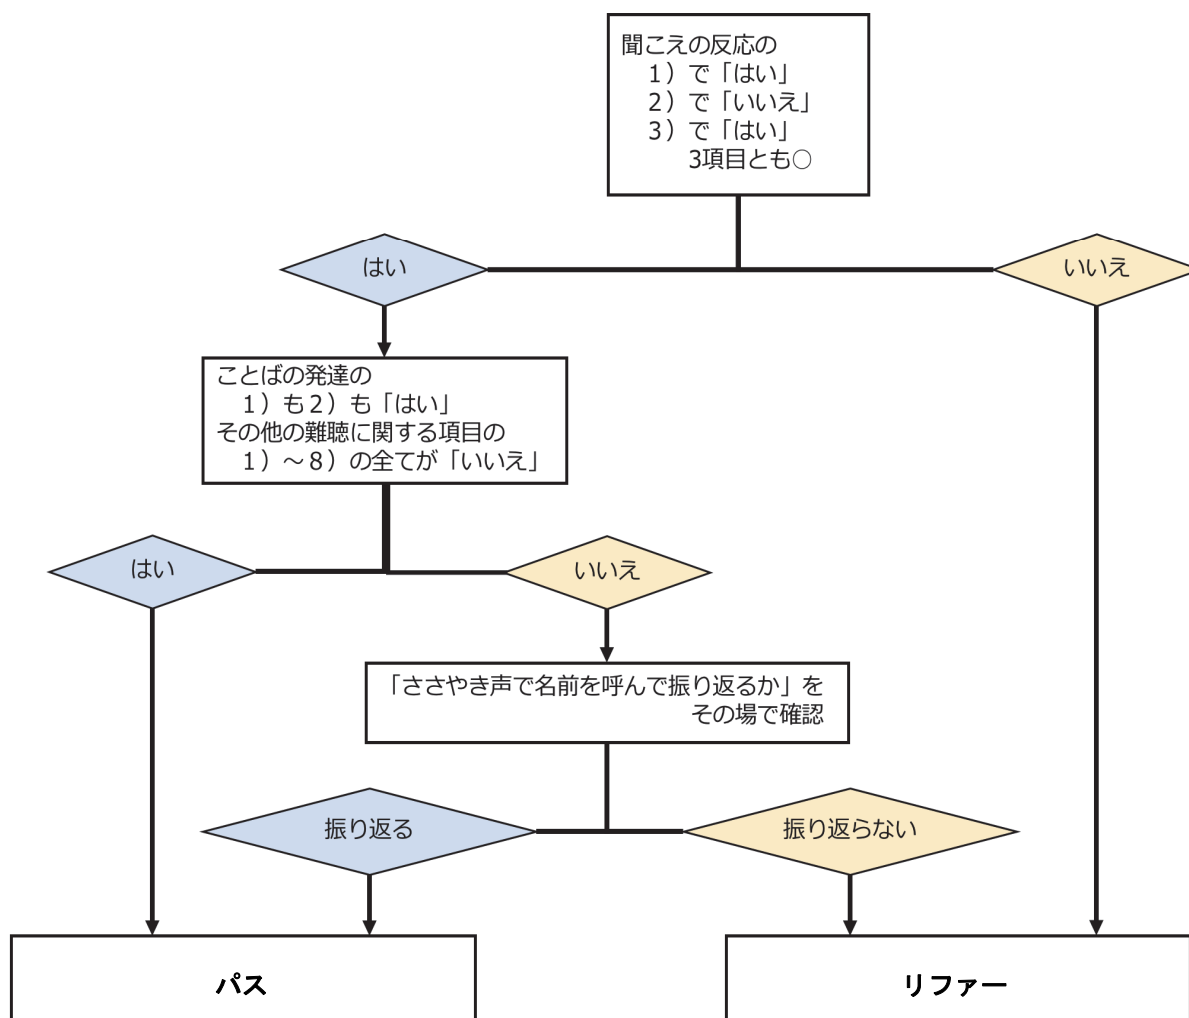 聞こえの反応の
１）で「はい」
２）で「いいえ」
３）で「はい」
3項目とも○
はい
いいえ
ことばの発達の
１）も２）も「はい」
その他の難聴に関する項目の
１）～８）の全てが「いいえ」
はい
いいえ
「ささやき声で名前を呼んで振り返るか」を
その場で確認
振り返る
振り返らない
パス
リファー